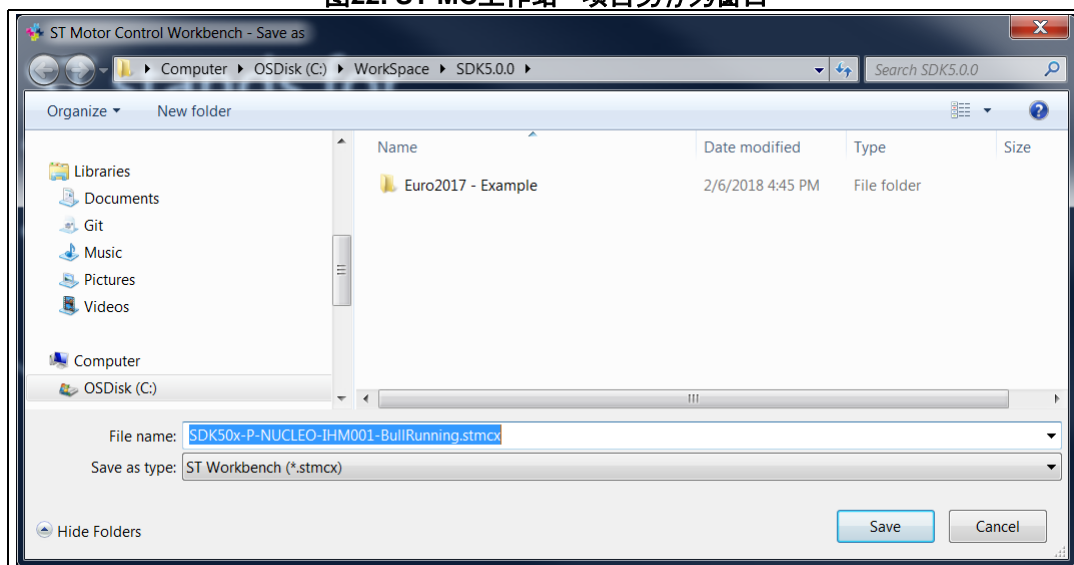 ST Motor Control Workbench - Save as
Computer OSDisk (C:) WorkSpace SDK5.0.0
Search SDK5.0.0
Organize New folder
Name Date modified Type Size
Libraries
Euro2017 - Example 2/6/2018 4:45 PM File folder
Documents
Git
Music
Pictures
Videos
Computer
OSDisk (C:)
File name: SDK50x-P-NUCLEO-IHM001-BullRunning.stmcx
Save as type: ST Workbench (*.stmcx)
Hide Folders
Save Cancel